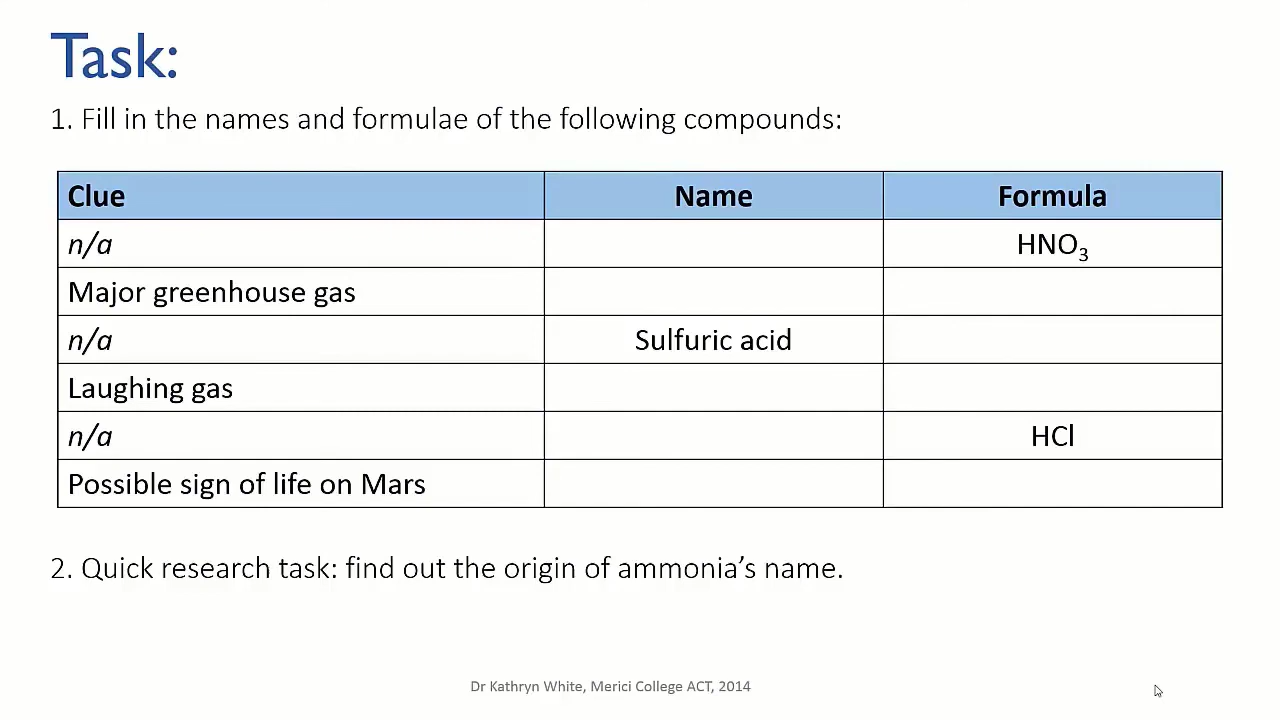 Task:
1. Fill in the names and formulae of the following compounds:
Clue Name Formula
n/a HNO₃
Major greenhouse gas
n/a Sulfuric acid
Laughing gas
n/a HCl
Possible sign of life on Mars
2. Quick research task: find out the origin of ammonia’s name.
Dr Kathryn White, Merici College ACT, 2014